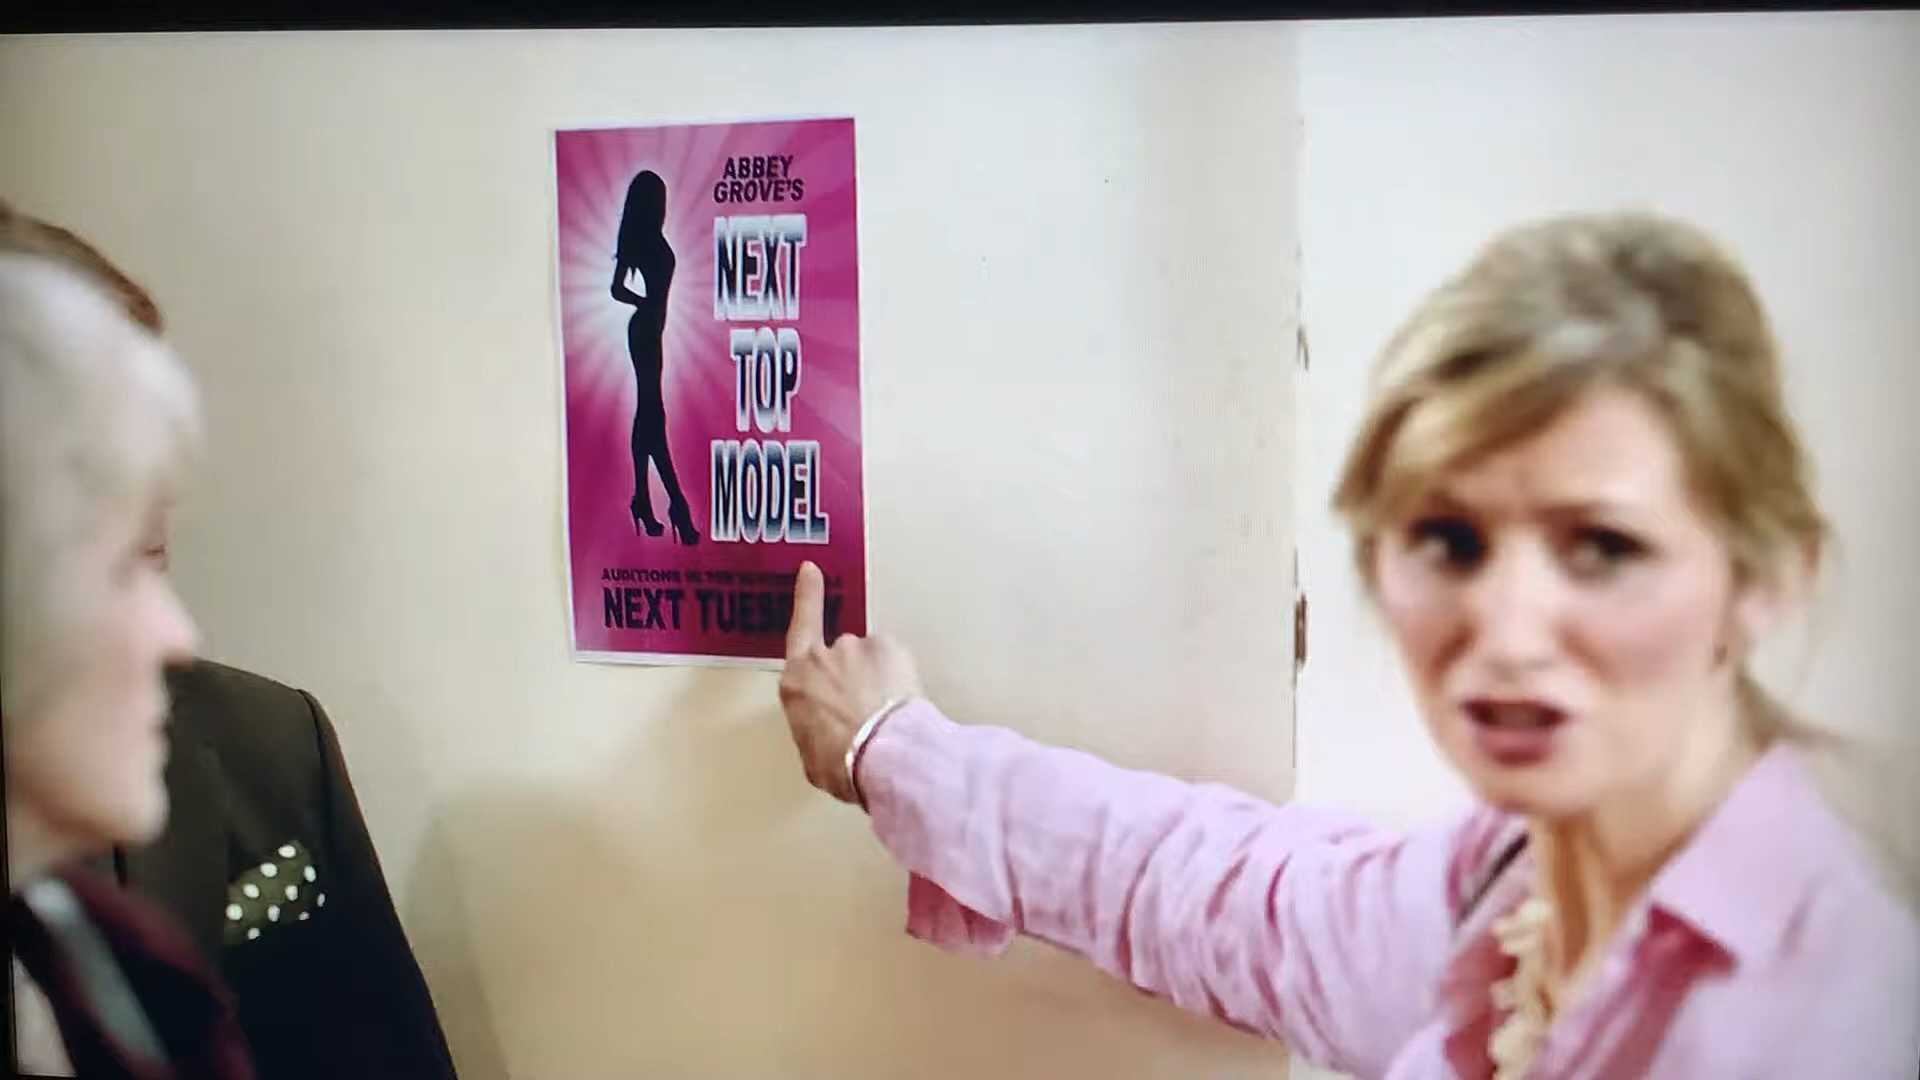 ABBEY
GROVE'S
NEXT
TOP
MODEL
AUDITIONS
NEXT